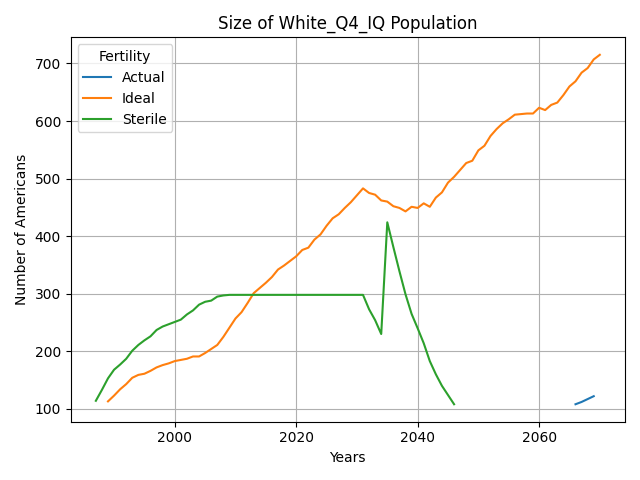 Size of White_Q4_IQ Population
Fertility
Actual
Ideal
Sterile
Number of Americans
700
600
500
400
300
200
100
2000 2020 2040 2060
Years